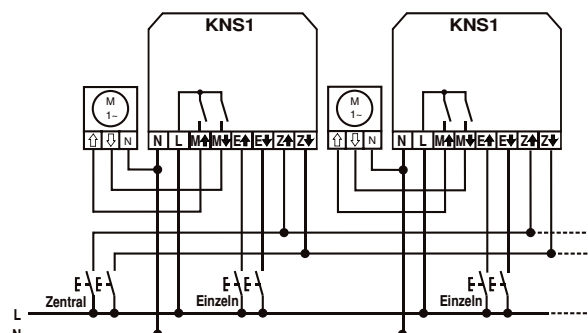 KNS1
KNS1
M
1~
M
1~
⇧ ⇩ N
N L M⬆ M⬇ E⬆ E⬇ Z⬆ Z⬇
⇧ ⇩ N
N L M⬆ M⬇ E⬆ E⬇ Z⬆ Z⬇
Zentral
Einzeln
Einzeln
L
N